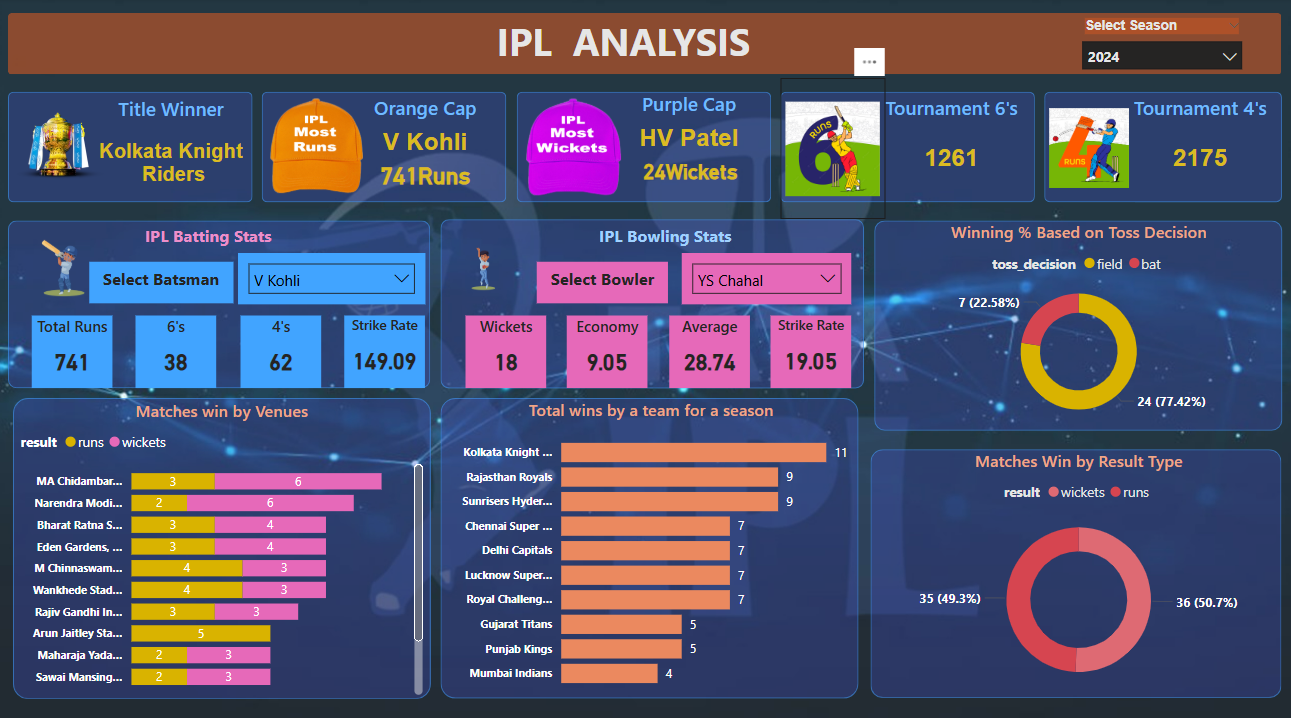 IPL ANALYSIS
Select Season
2024
...
Title Winner
Kolkata Knight
Riders
IPL
Most
Runs
Orange Cap
V Kohli
741Runs
IPL
Most
Wickets
Purple Cap
HV Patel
24Wickets
RUNS
6
Tournament 6's
1261
4
RUNS
Tournament 4's
2175
IPL Batting Stats
Select Batsman
V Kohli
Total Runs
741
6's
38
4's
62
Strike Rate
149.09
IPL Bowling Stats
Select Bowler
YS Chahal
Wickets
18
Economy
9.05
Average
28.74
Strike Rate
19.05
Winning % Based on Toss Decision
toss_decision field bat
7 (22.58%)
24 (77.42%)
Matches win by Venues
result runs wickets
MA Chidambar... 3 6
Narendra Modi... 2 6
Bharat Ratna S... 3 4
Eden Gardens, ... 3 4
M Chinnaswam... 4 3
Wankhede Stad... 4 3
Rajiv Gandhi In... 3 3
Arun Jaitley Sta... 5
Maharaja Yada... 2 3
Sawai Mansing... 2 3
Total wins by a team for a season
Kolkata Knight ... 11
Rajasthan Royals 9
Sunrisers Hyder... 9
Chennai Super ... 7
Delhi Capitals 7
Lucknow Super... 7
Royal Challeng... 7
Gujarat Titans 5
Punjab Kings 5
Mumbai Indians 4
Matches Win by Result Type
result wickets runs
35 (49.3%)
36 (50.7%)
IPL